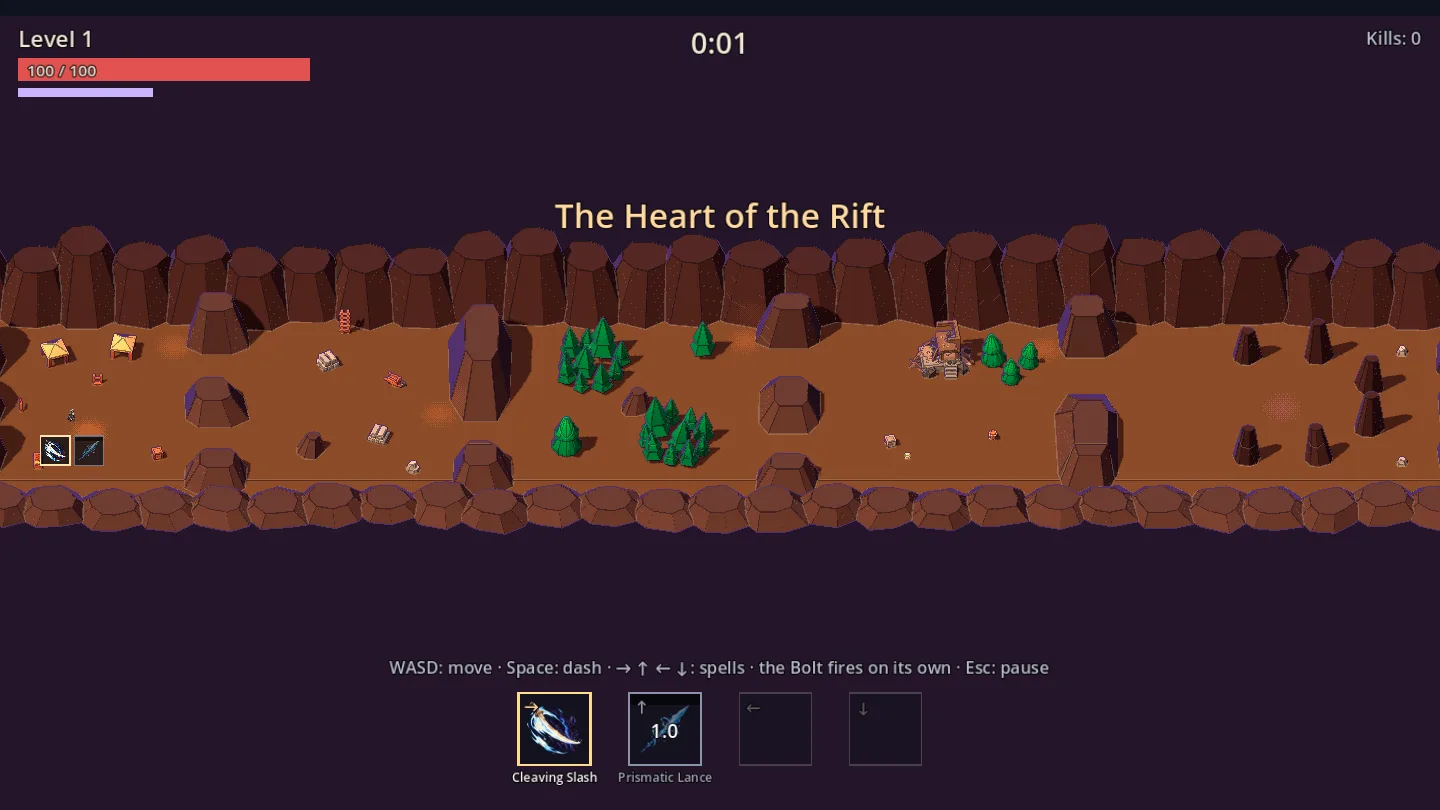 Level 1
0:01
Kills: 0
100 / 100
The Heart of the Rift
WASD: move · Space: dash · → ↑ ← ↓: spells · the Bolt fires on its own · Esc: pause
→ ↑ ← ↓
1.0
Cleaving Slash
Prismatic Lance